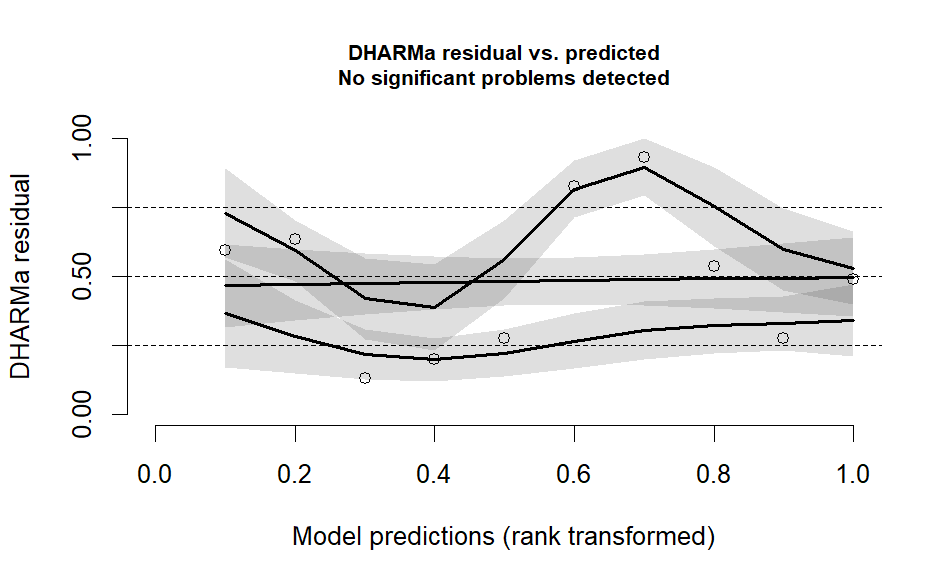 DHARMa residual vs. predicted
No significant problems detected
1.00
0.50
0.00
DHARMa residual
0.0 0.2 0.4 0.6 0.8 1.0
Model predictions (rank transformed)